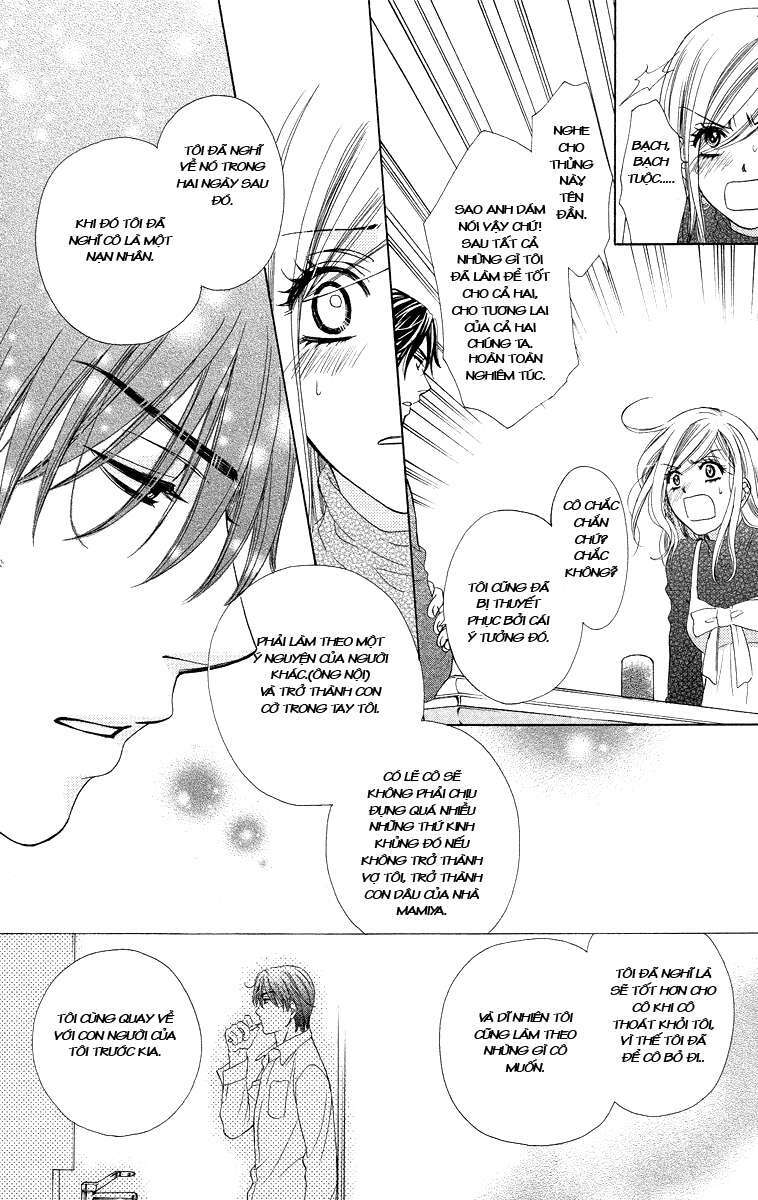 BẠCH,
BẠCH
TUỘC.....
NGHE
CHO
THỦNG
NÀY,
TÊN
ĐẦN.
SAO ANH DÁM
NÓI VẬY CHỨ!
SAU TẤT CẢ
NHỮNG GÌ TÔI
ĐÃ LÀM ĐỂ TỐT
CHO CẢ HAI,
CHO TƯƠNG LAI
CỦA CẢ HAI
CHÚNG TA.
HOÀN TOÀN
NGHIÊM TÚC.
CÔ CHẮC
CHẮN
CHỨ?
CHẮC
KHÔNG?
TÔI CŨNG ĐÃ
BỊ THUYẾT
PHỤC BỞI CÁI
Ý TƯỞNG ĐÓ.
TÔI ĐÃ NGHĨ
VỀ NÓ TRONG
HAI NGÀY SAU
ĐÓ.
KHI ĐÓ TÔI ĐÃ
NGHĨ CÔ LÀ MỘT
NẠN NHÂN.
PHẢI LÀM THEO MỘT
Ý NGUYỆN CỦA NGƯỜI
KHÁC.(ÔNG NỘI)
VÀ TRỞ THÀNH CON
CỜ TRONG TAY TÔI.
CÓ LẼ CÔ SẼ
KHÔNG PHẢI CHỊU
ĐỰNG QUÁ NHIỀU
NHỮNG THỨ KINH
KHỦNG ĐÓ NẾU
KHÔNG TRỞ THÀNH
VỢ TÔI, TRỞ THÀNH
CON DÂU CỦA NHÀ
MAMIYA.
TÔI ĐÃ NGHĨ LÀ
SẼ TỐT HƠN CHO
CÔ KHI CÔ
THOÁT KHỎI TÔI,
VÌ THẾ TÔI ĐÃ
ĐỂ CÔ BỎ ĐI..
VÀ DĨ NHIÊN TÔI
CŨNG LÀM THEO
NHỮNG GÌ CÔ
MUỐN.
TÔI CŨNG QUAY VỀ
VỚI CON NGƯỜI CỦA
TÔI TRƯỚC KIA.